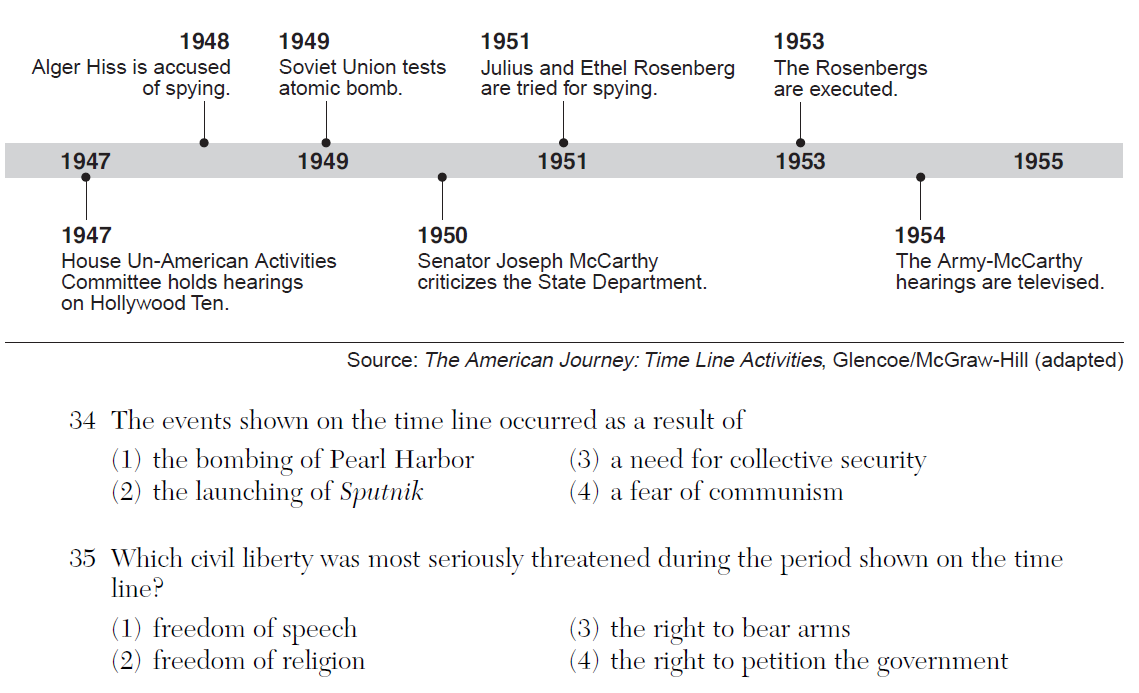 1948
Alger Hiss is accused
of spying.
1949
Soviet Union tests
atomic bomb.
1951
Julius and Ethel Rosenberg
are tried for spying.
1953
The Rosenbergs
are executed.
1947 1949 1951 1953 1955
1947
House Un-American Activities
Committee holds hearings
on Hollywood Ten.
1950
Senator Joseph McCarthy
criticizes the State Department.
1954
The Army-McCarthy
hearings are televised.
Source: The American Journey: Time Line Activities, Glencoe/McGraw-Hill (adapted)
34 The events shown on the time line occurred as a result of
(1) the bombing of Pearl Harbor
(2) the launching of Sputnik
(3) a need for collective security
(4) a fear of communism
35 Which civil liberty was most seriously threatened during the period shown on the time
line?
(1) freedom of speech
(2) freedom of religion
(3) the right to bear arms
(4) the right to petition the government